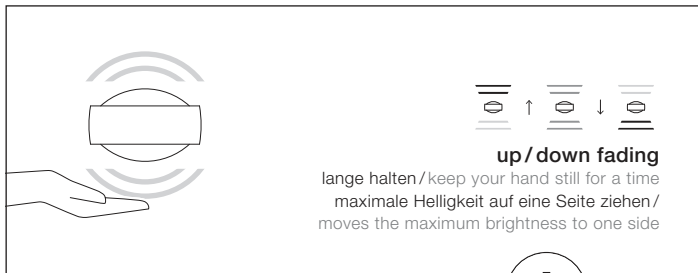 up/down fading
lange halten/keep your hand still for a time
maximale Helligkeit auf eine Seite ziehen/
moves the maximum brightness to one side